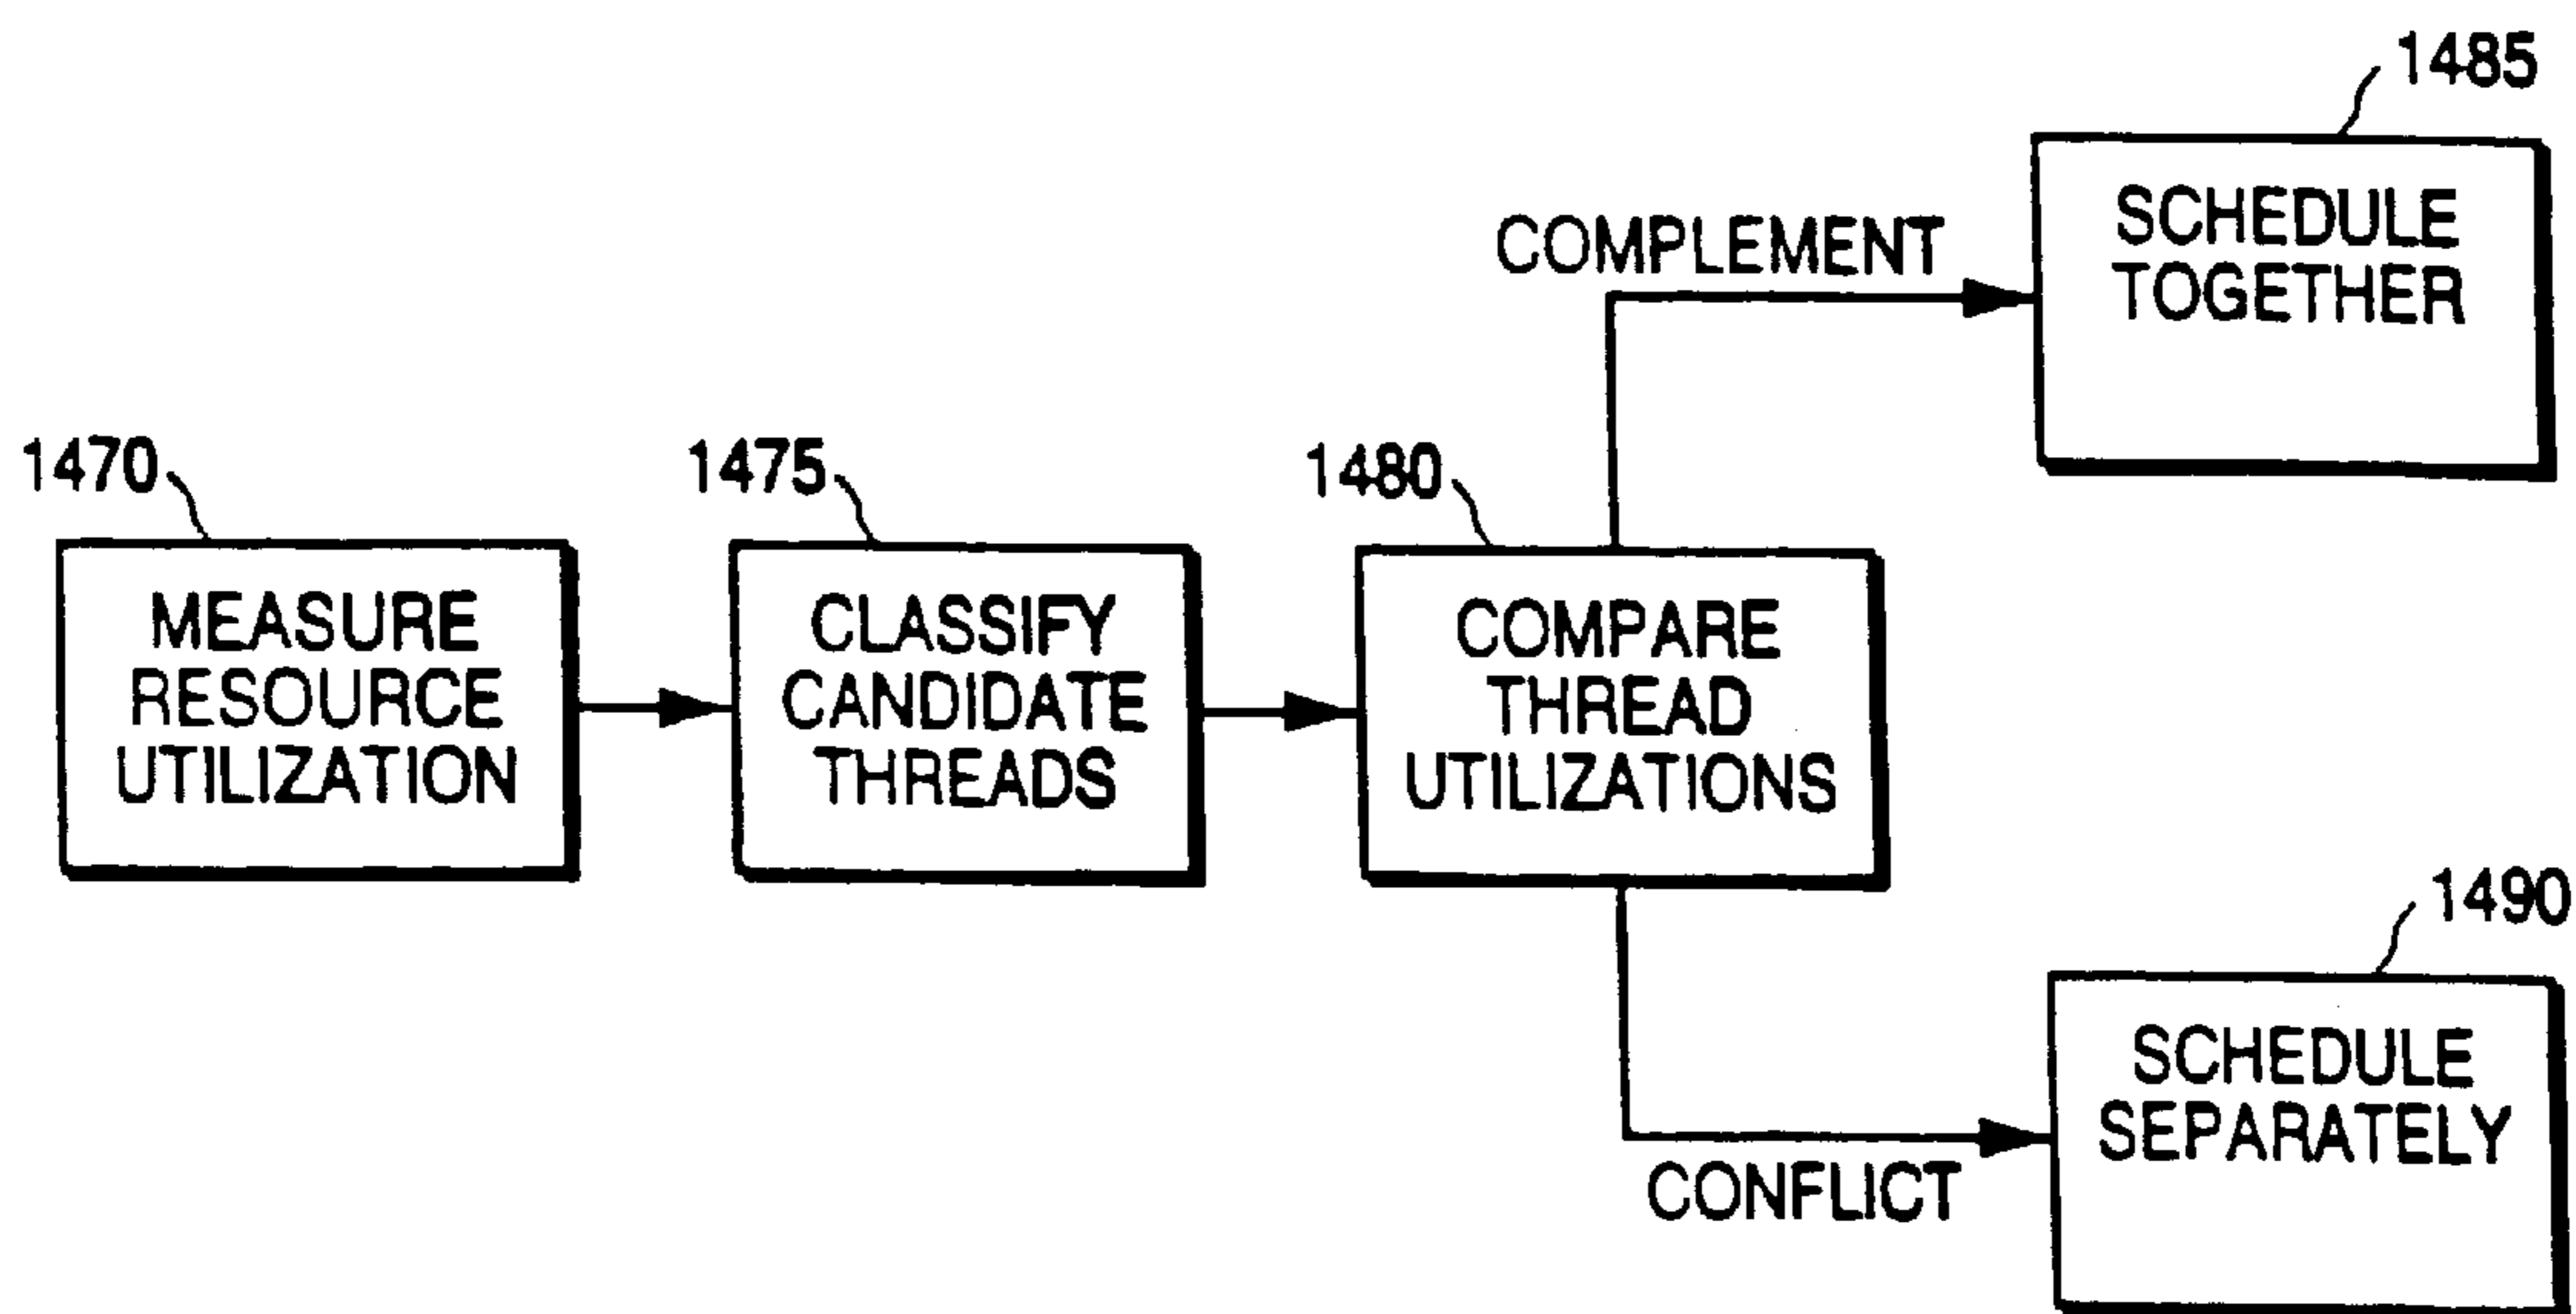 1485
SCHEDULE
TOGETHER
COMPLEMENT
1470
MEASURE
RESOURCE
UTILIZATION
1475
CLASSIFY
CANDIDATE
THREADS
1480
COMPARE
THREAD
UTILIZATIONS
1490
SCHEDULE
SEPARATELY
CONFLICT